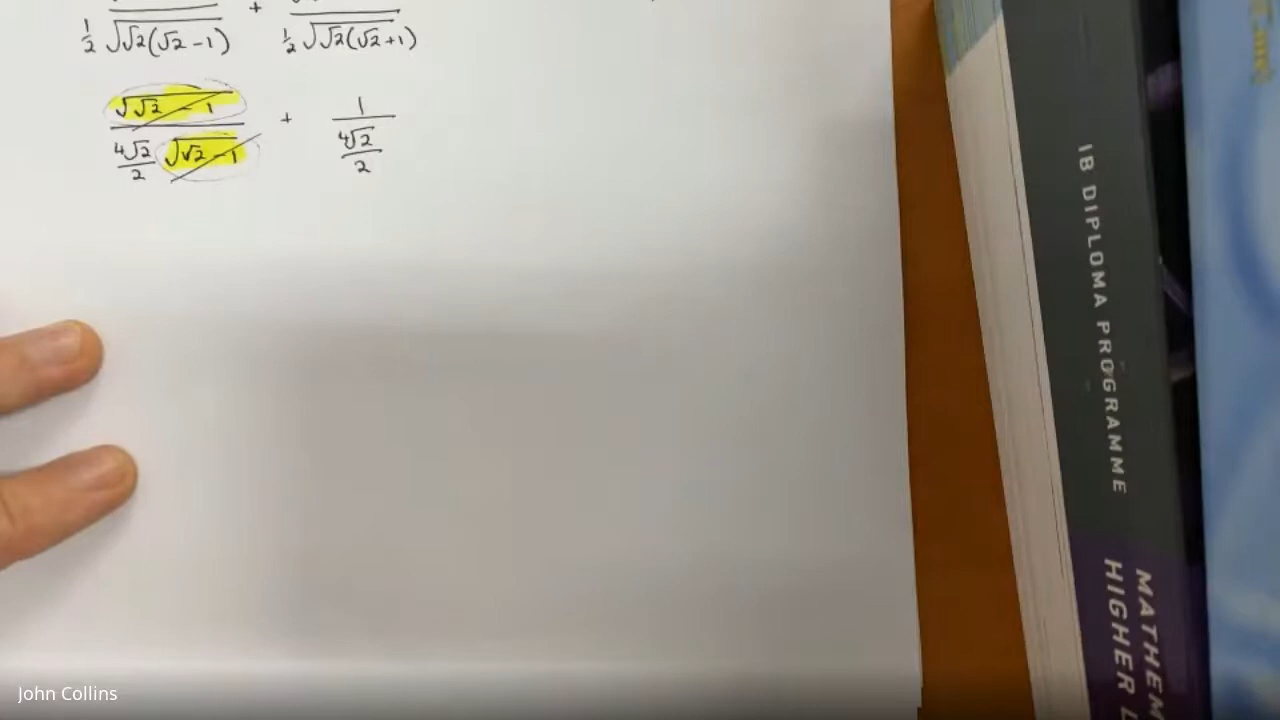 1/2 √(√2(√2 - 1)) + 1/2 √(√2(√2 + 1))
√(√2 - 1) / (4√2/2 √(√2 - 1)) + 1 / (4√2/2)
IB DIPLOMA PROGRAMME
MATHEM
HIGHER L
John Collins